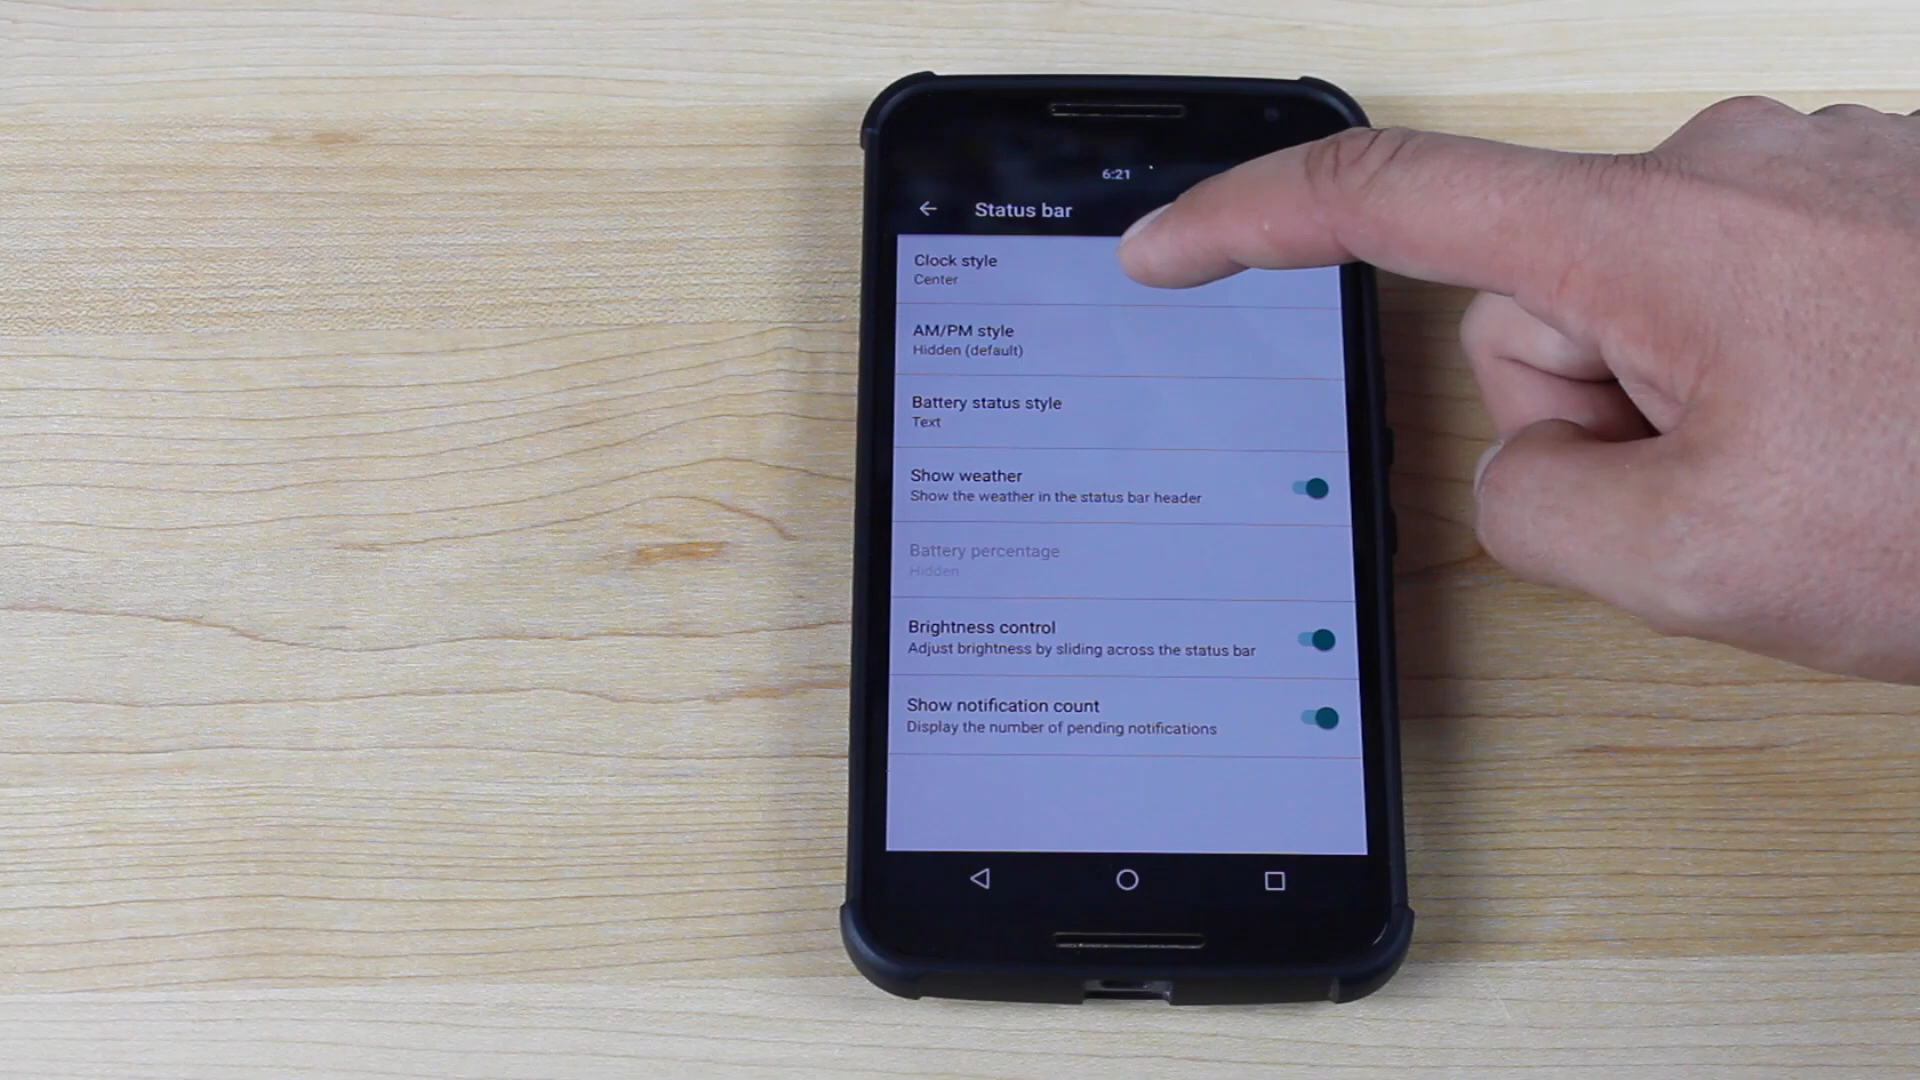 6:21
Status bar
Clock style
Center
AM/PM style
Hidden (default)
Battery status style
Text
Show weather
Show the weather in the status bar header
Battery percentage
Hidden
Brightness control
Adjust brightness by sliding across the status bar
Show notification count
Display the number of pending notifications